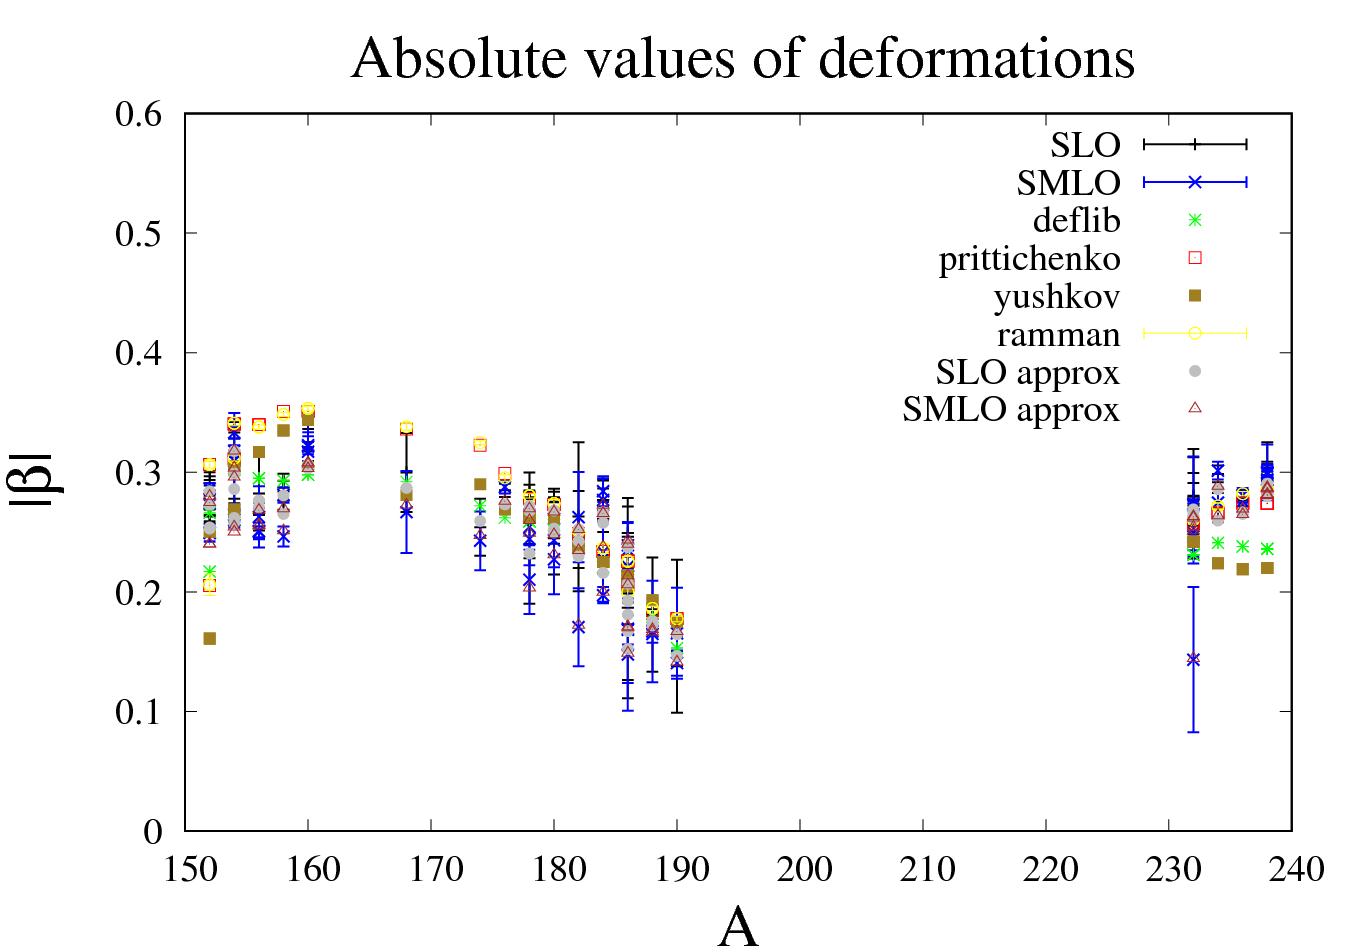 Absolute values of deformations
|β|
0.6
0.5
0.4
0.3
0.2
0.1
0
SLO
SMLO
deflib
prittichenko
yushkov
ramman
SLO approx
SMLO approx
150 160 170 180 190 200 210 220 230 240
A